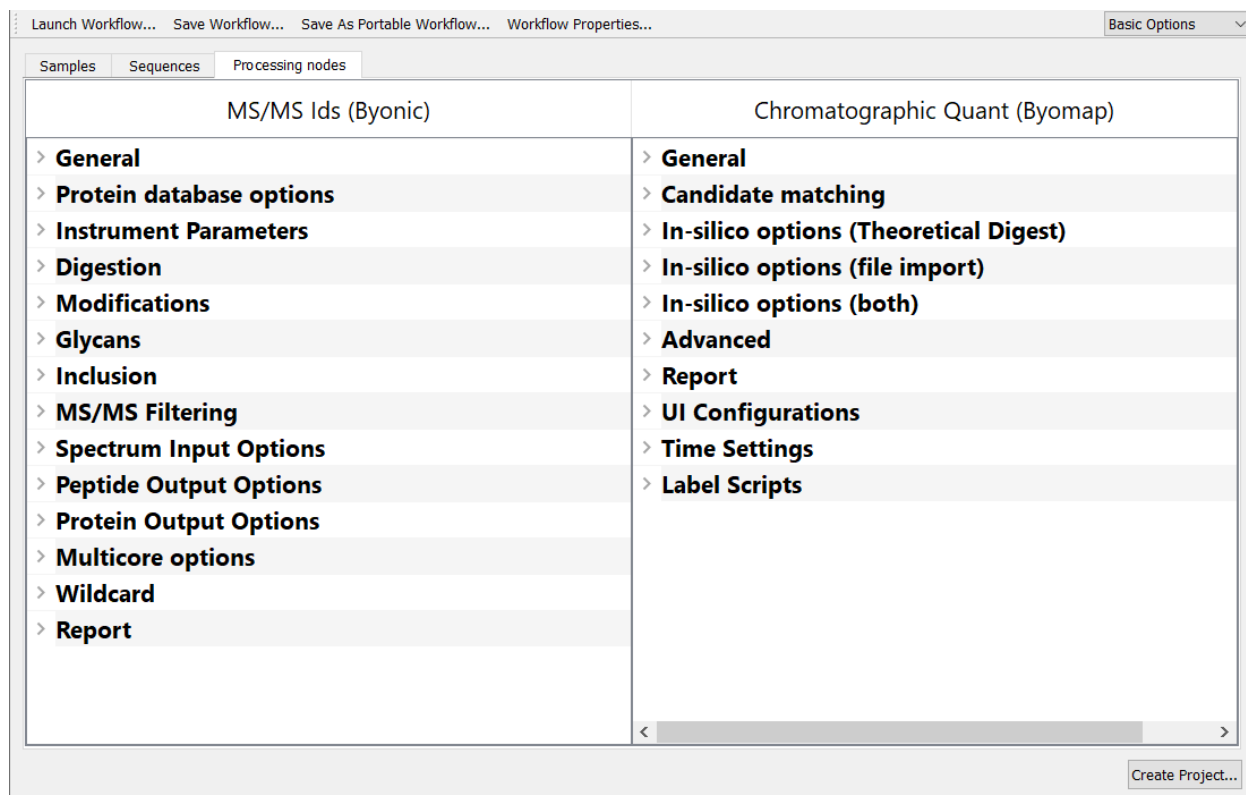 Launch Workflow... Save Workflow... Save As Portable Workflow... Workflow Properties... Basic Options
Samples Sequences Processing nodes
MS/MS Ids (Byonic)
General
Protein database options
Instrument Parameters
Digestion
Modifications
Glycans
Inclusion
MS/MS Filtering
Spectrum Input Options
Peptide Output Options
Protein Output Options
Multicore options
Wildcard
Report
Chromatographic Quant (Byomap)
General
Candidate matching
In-silico options (Theoretical Digest)
In-silico options (file import)
In-silico options (both)
Advanced
Report
UI Configurations
Time Settings
Label Scripts
Create Project...